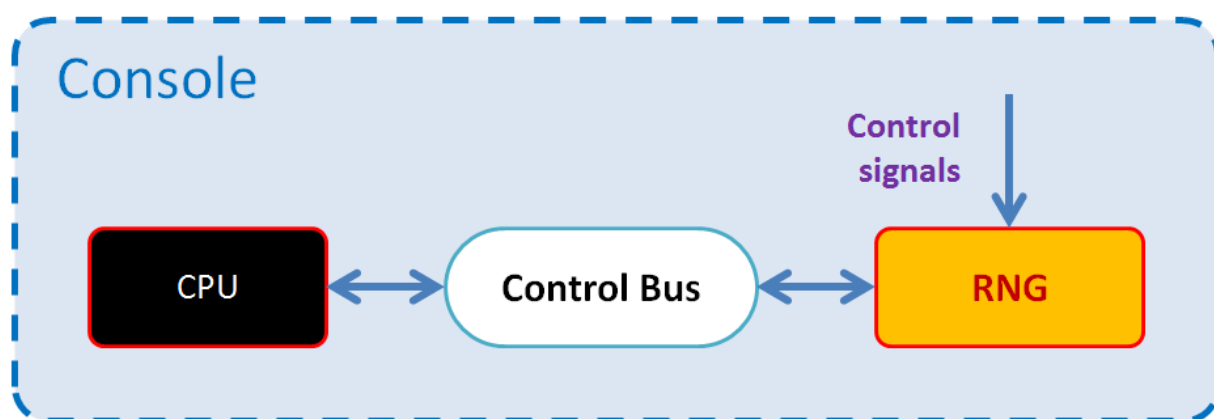 Console
Control
signals
CPU
Control Bus
RNG